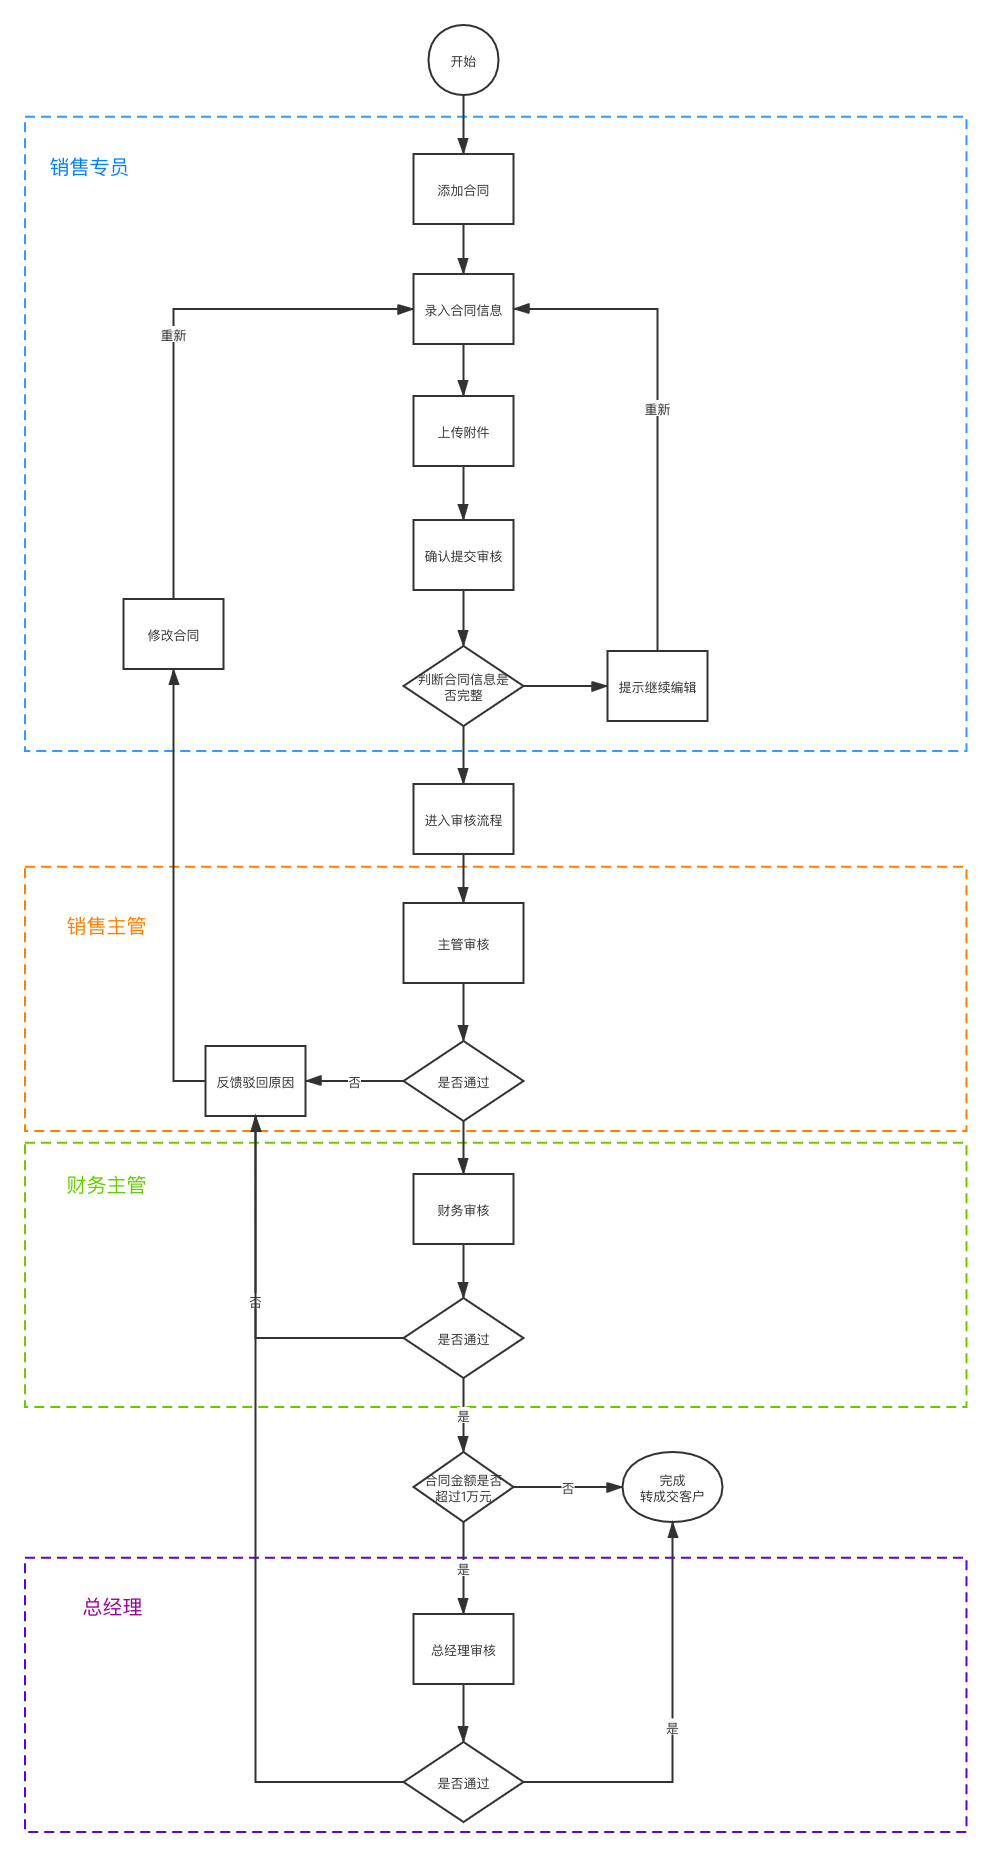 开始
销售专员
添加合同
录入合同信息
重新
重新
上传附件
确认提交审核
修改合同
判断合同信息是
否完整
提示继续编辑
进入审核流程
销售主管
主管审核
反馈驳回原因
否
是否通过
财务主管
财务审核
否
是否通过
是
合同金额是否
超过1万元
否
完成
转成交客户
是
总经理
总经理审核
是
是否通过